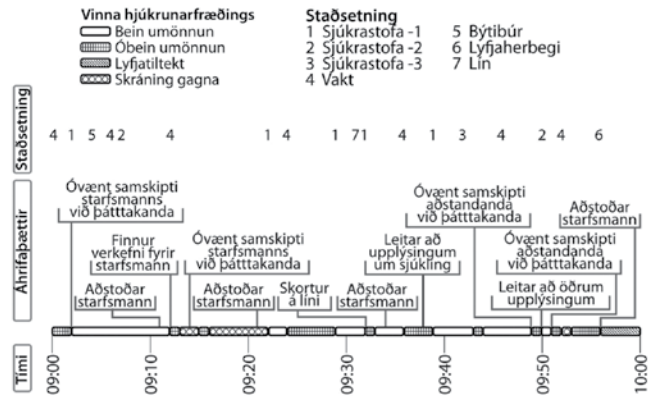 Vinna hjúkrunarfræðings
Bein umönnun
Óbein umönnun
Lyfjatiltekt
Skráning gagna
Staðsetning
1 Sjúkrastofa -1
2 Sjúkrastofa -2
3 Sjúkrastofa -3
4 Vakt
5 Býtibúr
6 Lyfjaherbegi
7 Lín
Staðsetning
4 1 5 4 2 4 1 4 1 7 1 4 1 3 4 2 4 6
Áhrifaþættir
Óvænt samskipti
starfsmanns
við þátttakanda
Finnur
verkefni fyrir
starfsmann
Aðstoðar
starfsmann
Óvænt samskipti
starfsmanns
við þátttakanda
Aðstoðar
starfsmann
Skortur
á líni
Leitar að
upplýsingum
um sjúkling
Aðstoðar
starfsmann
Óvænt samskipti
aðstandanda
við þátttakanda
Aðstoðar
starfsmann
Óvænt samskipti
aðstandanda
við þátttakanda
Leitar að öðrum
upplýsingum
Tími
09:00 09:10 09:20 09:30 09:40 09:50 10:00